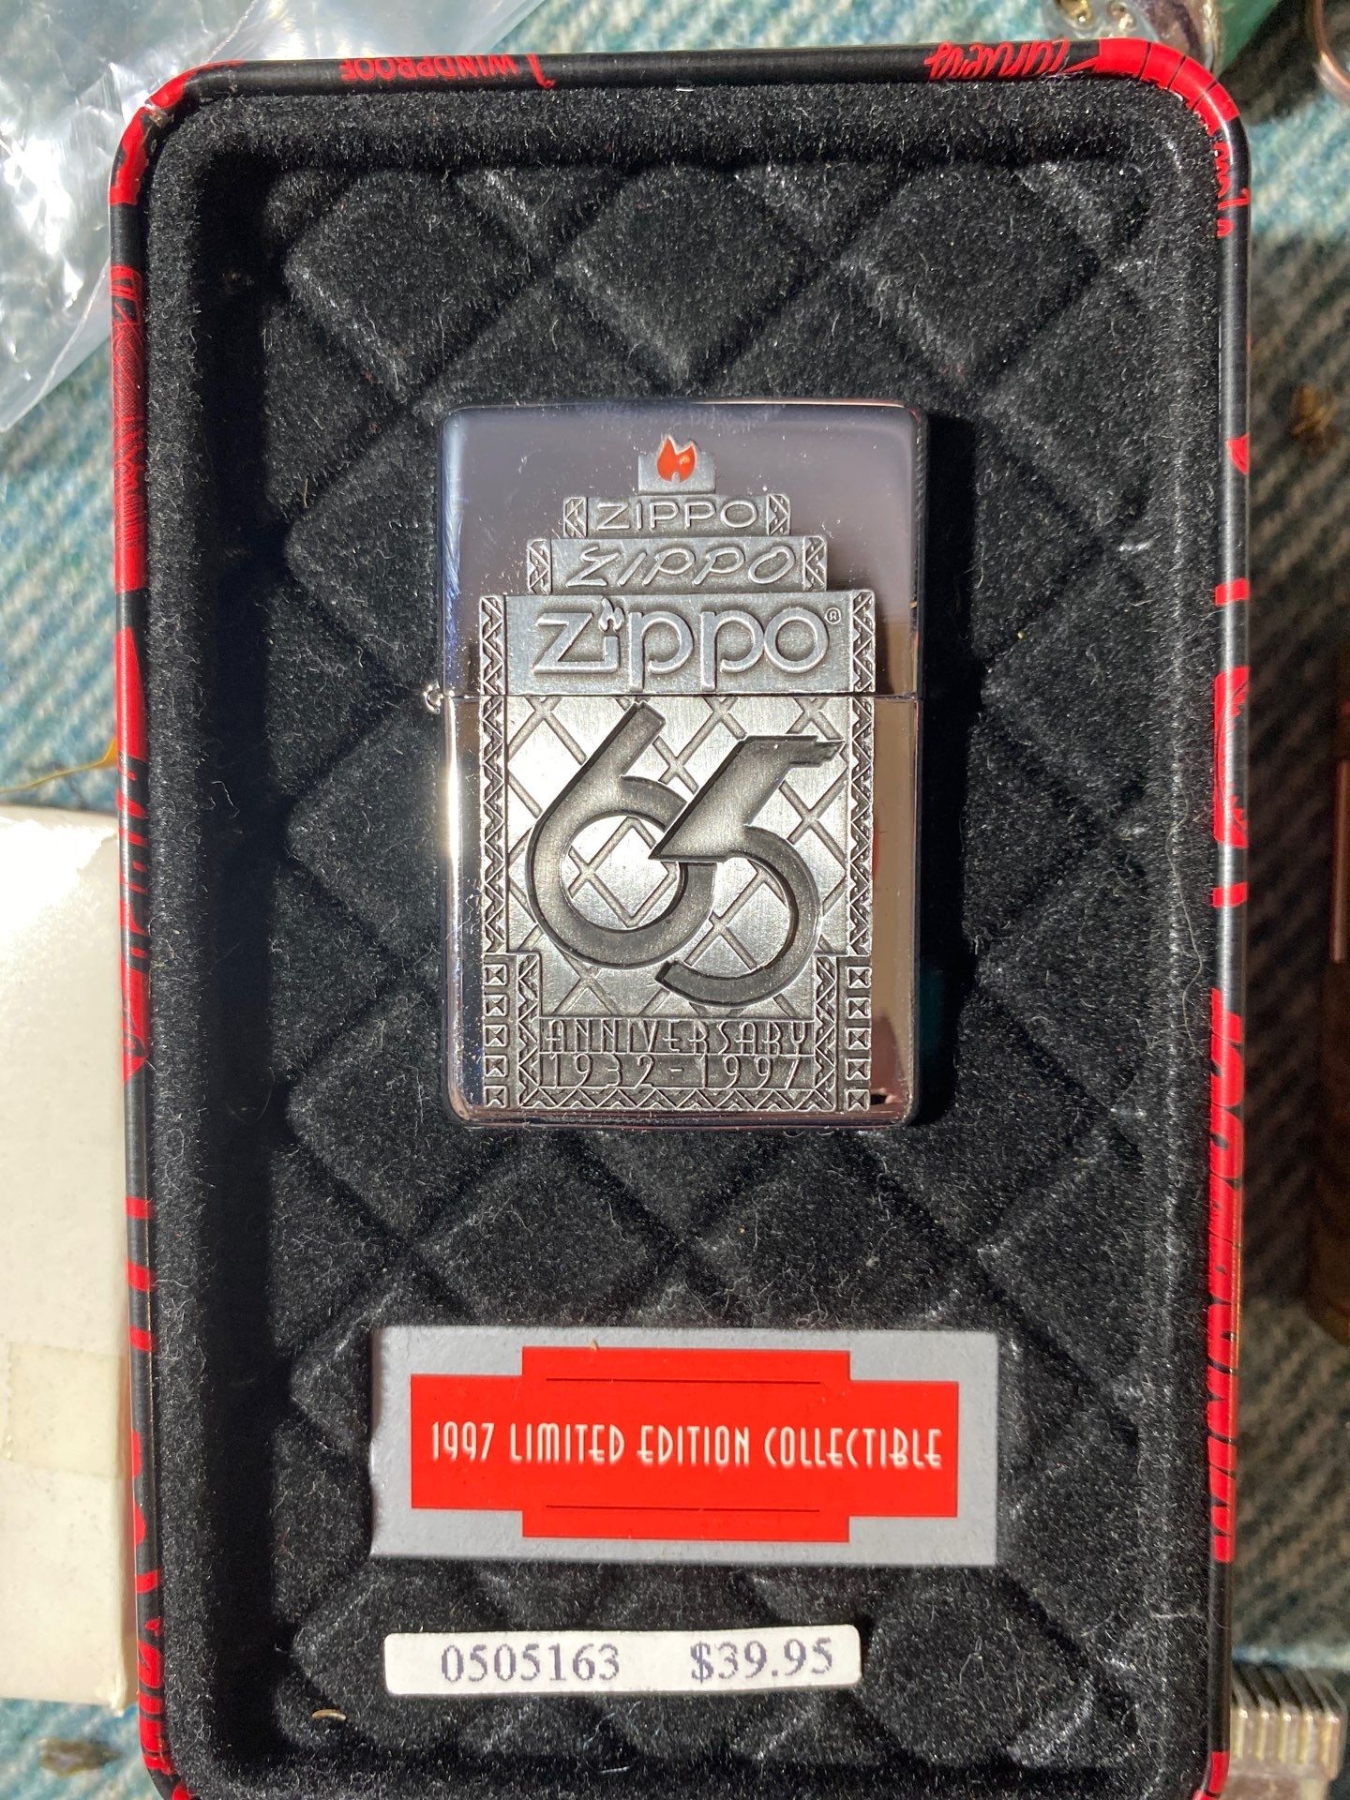 WINDPROOF
ZIPPO
ZIPPO
Zippo®
65
ANNIVERSARY
1932-1997
1997 LIMITED EDITION COLLECTIBLE
0505163 $39.95